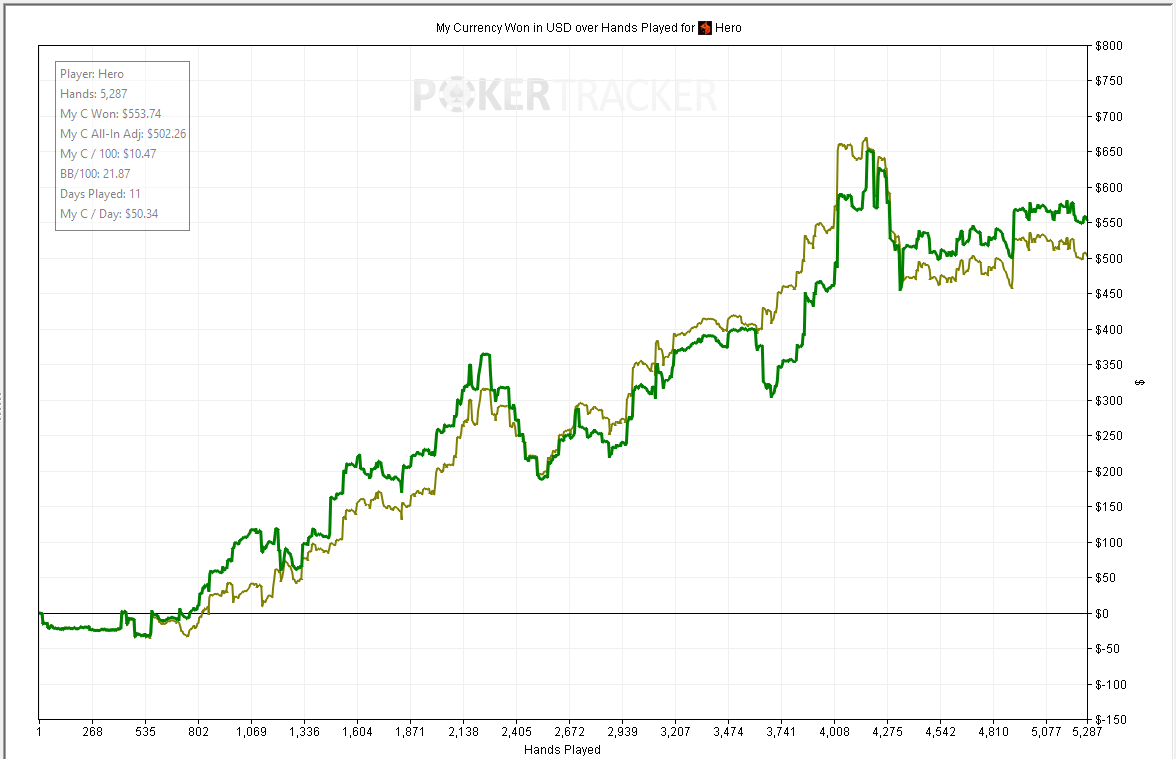 My Currency Won in USD over Hands Played for Hero
POKERTRACKER
Player: Hero
Hands: 5,287
My C Won: $553.74
My C All-In Adj: $502.26
My C / 100: $10.47
BB/100: 21.87
Days Played: 11
My C / Day: $50.34
$800
$750
$700
$650
$600
$550
$500
$450
$400
$350
$300
$250
$200
$150
$100
$50
$0
$-50
$-100
$-150
$
1 268 535 802 1,069 1,336 1,604 1,871 2,138 2,405 2,672 2,939 3,207 3,474 3,741 4,008 4,275 4,542 4,810 5,077 5,287
Hands Played